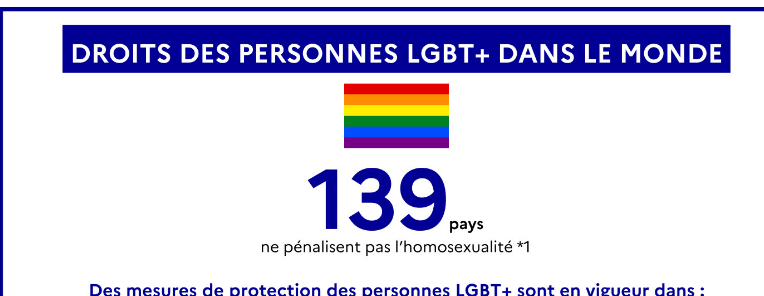 DROITS DES PERSONNES LGBT+ DANS LE MONDE
139 pays
ne pénalisent pas l'homosexualité *1
Des mesures de protection des personnes LGBT+ sont en vigueur dans :